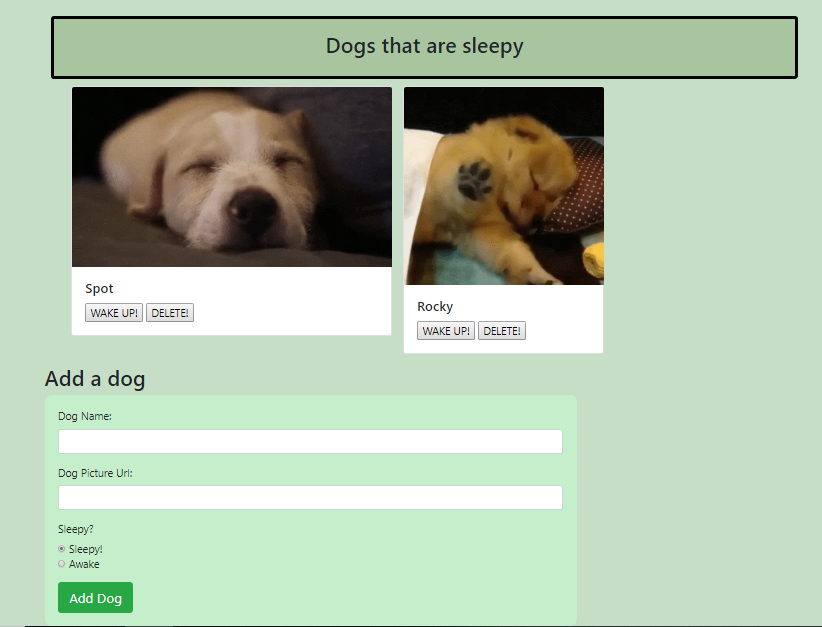 Dogs that are sleepy
Spot
WAKE UP! DELETE!
Rocky
WAKE UP! DELETE!
Add a dog
Dog Name:
Dog Picture Url:
Sleepy?
Sleepy!
Awake
Add Dog